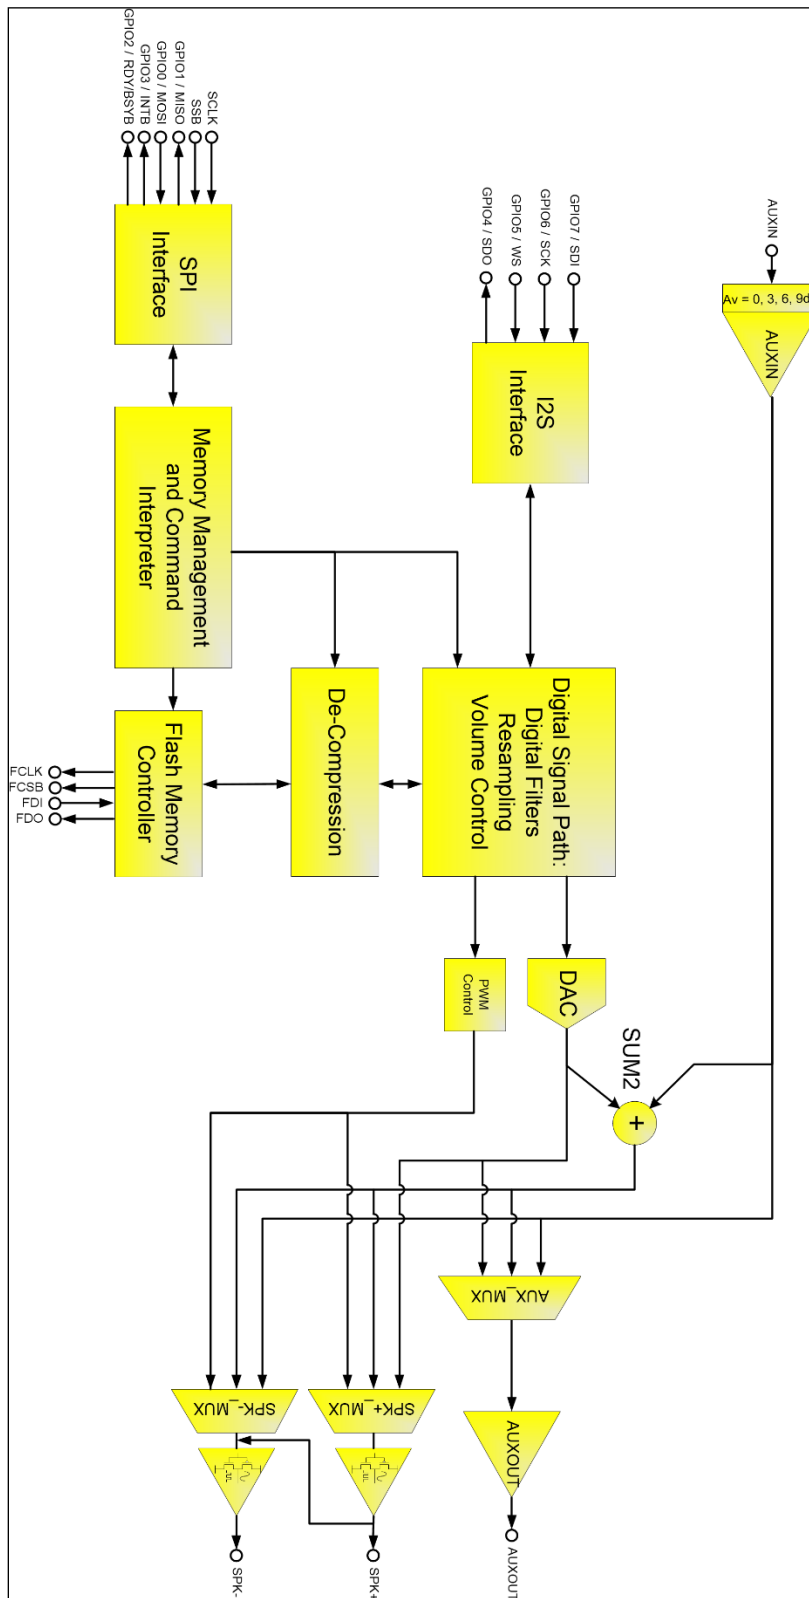 GPIO2 / RDY/BSYB
GPIO3 / INTB
GPIO0 / MOSI
GPIO1 / MISO
SSB
SCLK
SPI
Interface
GPIO4 / SDO
GPIO5 / WS
GPIO6 / SCK
GPIO7 / SDI
I2S
Interface
AUXIN
Av = 0, 3, 6, 9d
AUXIN
Memory Management
and Command
Interpreter
De-Compression
Digital Signal Path:
Digital Filters
Resampling
Volume Control
Flash Memory
Controller
FCLK
FCSB
FDI
FDO
PWM
Control
DAC
SUM2
+
AUX_MUX
SPK-_MUX
SPK+_MUX
AUXOUT
SPK-
SPK+
AUXOUT